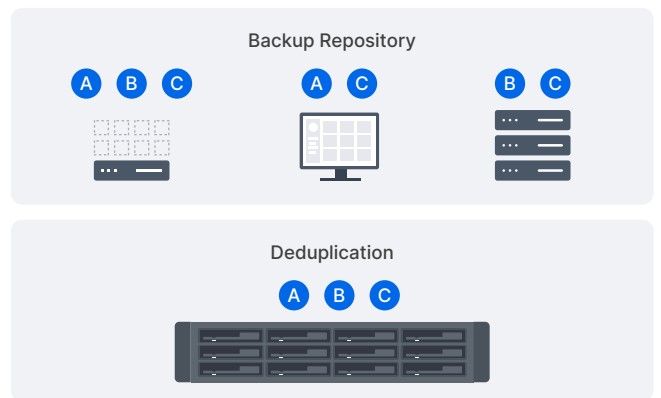 Backup Repository
A B C A C B C
Deduplication
A B C